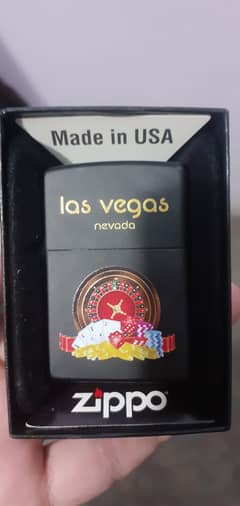 Made in USA
las vegas
nevada
zippo